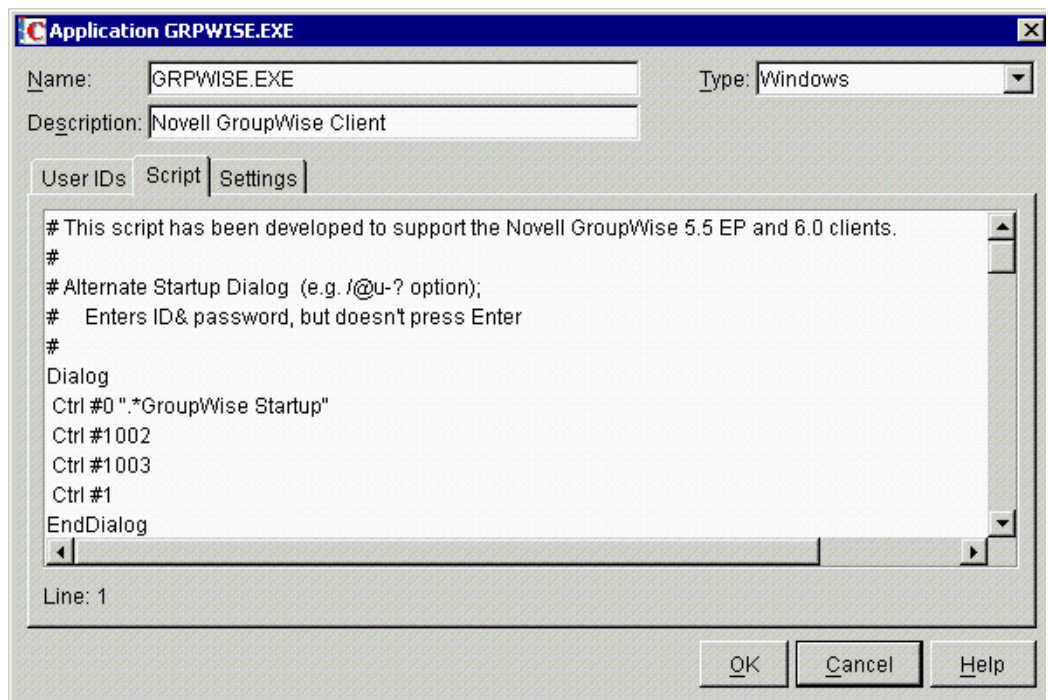 Application GRPWISE.EXE
Name: GRPWISE.EXE Type: Windows
Description: Novell GroupWise Client
User IDs Script Settings
# This script has been developed to support the Novell GroupWise 5.5 EP and 6.0 clients.
#
# Alternate Startup Dialog (e.g. /@u-? option);
# Enters ID& password, but doesn't press Enter
#
Dialog
Ctrl #0 ".*GroupWise Startup"
Ctrl #1002
Ctrl #1003
Ctrl #1
EndDialog
Line: 1
OK Cancel Help